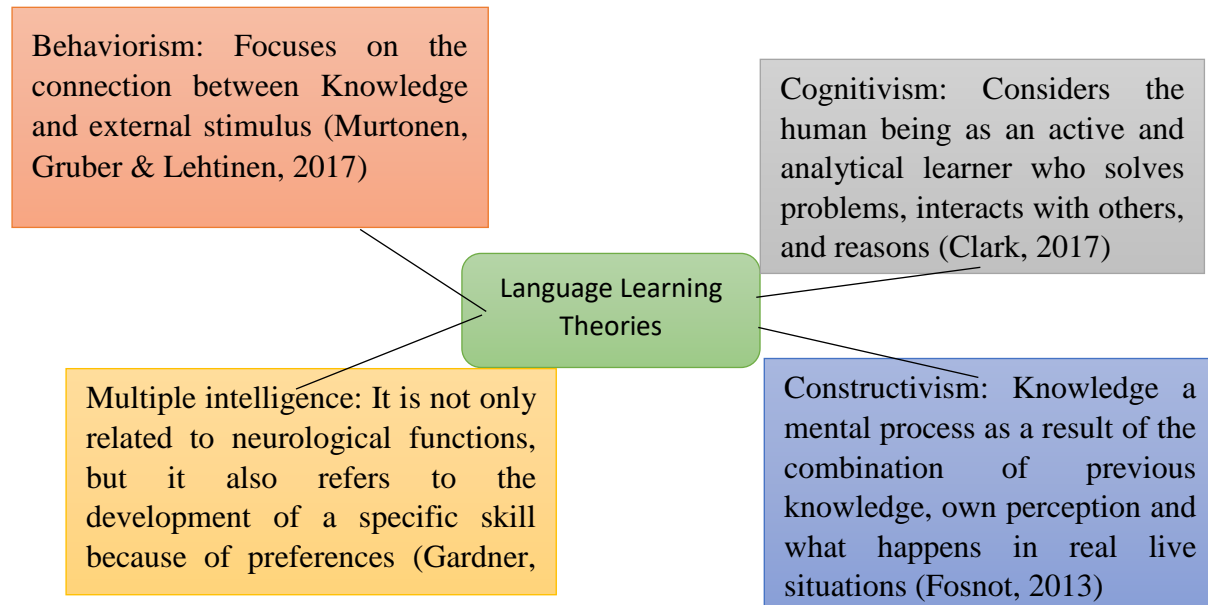 Behaviorism: Focuses on the
connection between Knowledge
and external stimulus (Murtonen,
Gruber & Lehtinen, 2017)
Cognitivism: Considers the
human being as an active and
analytical learner who solves
problems, interacts with others,
and reasons (Clark, 2017)
Language Learning
Theories
Multiple intelligence: It is not only
related to neurological functions,
but it also refers to the
development of a specific skill
because of preferences (Gardner,
Constructivism: Knowledge a
mental process as a result of the
combination of previous
knowledge, own perception and
what happens in real live
situations (Fosnot, 2013)